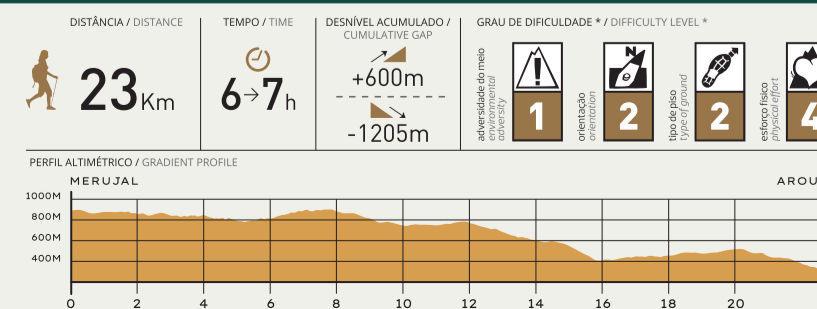 DISTÂNCIA / DISTANCE
23Km
TEMPO / TIME
6→7h
DESNÍVEL ACUMULADO /
CUMULATIVE GAP
+600m
-1205m
GRAU DE DIFICULDADE * / DIFFICULTY LEVEL *
adversidade do meio
environmental
adversity
1
orientação
orientation
N
2
tipo de piso
type of ground
2
esforço físico
physical effort
4
PERFIL ALTIMÉTRICO / GRADIENT PROFILE
MERUJAL
AROU
1000M
800M
600M
400M
0 2 4 6 8 10 12 14 16 18 20